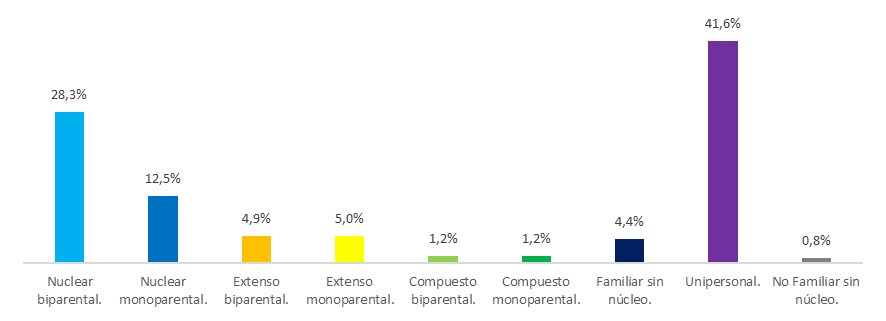 41,6%
28,3%
12,5%
4,9%
5,0%
1,2%
1,2%
4,4%
0,8%
Nuclear
biparental.
Nuclear
monoparental.
Extenso
biparental.
Extenso
monoparental.
Compuesto
biparental.
Compuesto
monoparental.
Familiar sin
núcleo.
Unipersonal.
No Familiar sin
núcleo.